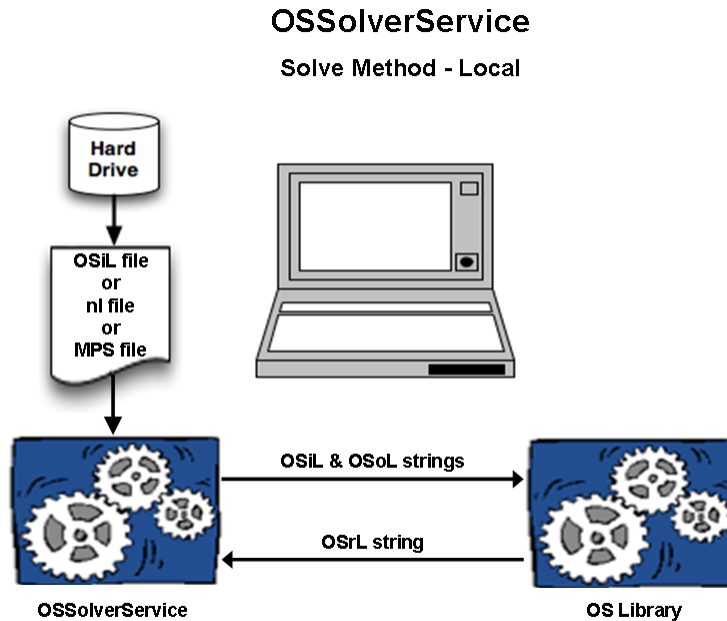 OSSolverService
Solve Method - Local
Hard
Drive
OSiL file
or
nl file
or
MPS file
OSiL & OSoL strings
OSrL string
OSSolverService
OS Library